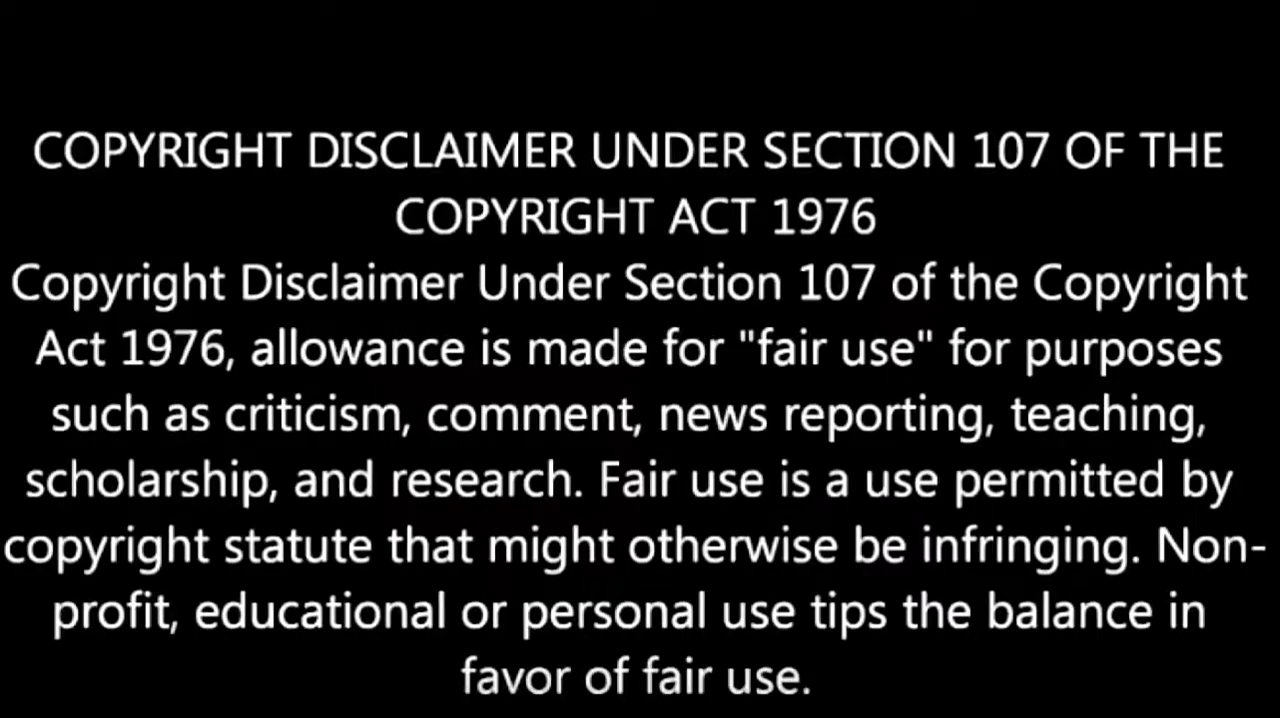 COPYRIGHT DISCLAIMER UNDER SECTION 107 OF THE
COPYRIGHT ACT 1976
Copyright Disclaimer Under Section 107 of the Copyright
Act 1976, allowance is made for "fair use" for purposes
such as criticism, comment, news reporting, teaching,
scholarship, and research. Fair use is a use permitted by
copyright statute that might otherwise be infringing. Non-
profit, educational or personal use tips the balance in
favor of fair use.